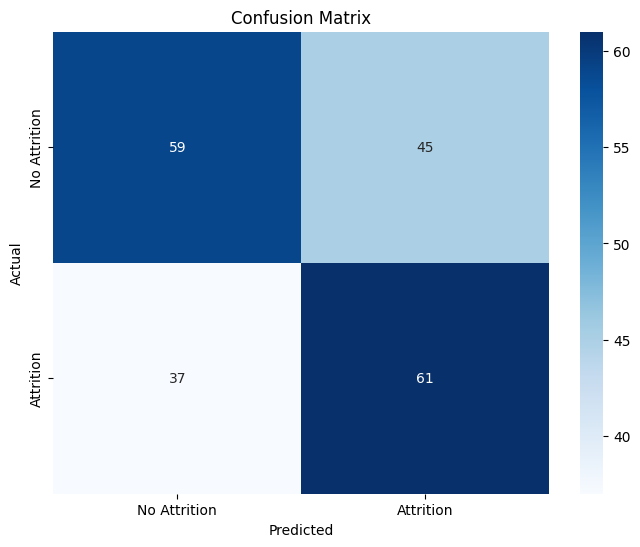 Confusion Matrix
No Attrition
Attrition
Actual
59
45
37
61
60
55
50
45
40
No Attrition
Attrition
Predicted